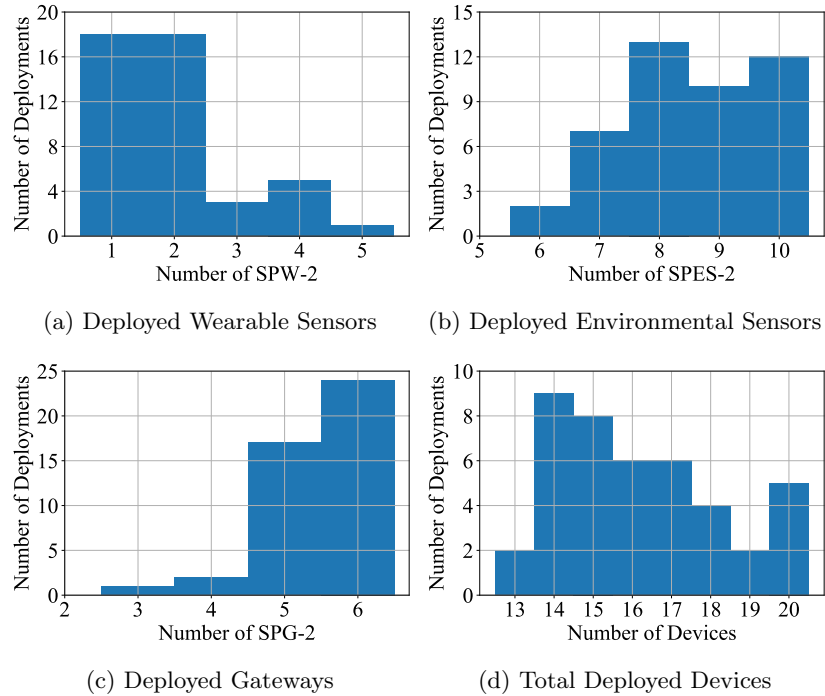 20
16
12
8
4
0
Number of Deployments
1 2 3 4 5
Number of SPW-2
(a) Deployed Wearable Sensors
15
12
9
6
3
0
Number of Deployments
5 6 7 8 9 10
Number of SPES-2
(b) Deployed Environmental Sensors
25
20
15
10
5
0
Number of Deployments
2 3 4 5 6
Number of SPG-2
(c) Deployed Gateways
10
8
6
4
2
0
Number of Deployments
13 14 15 16 17 18 19 20
Number of Devices
(d) Total Deployed Devices